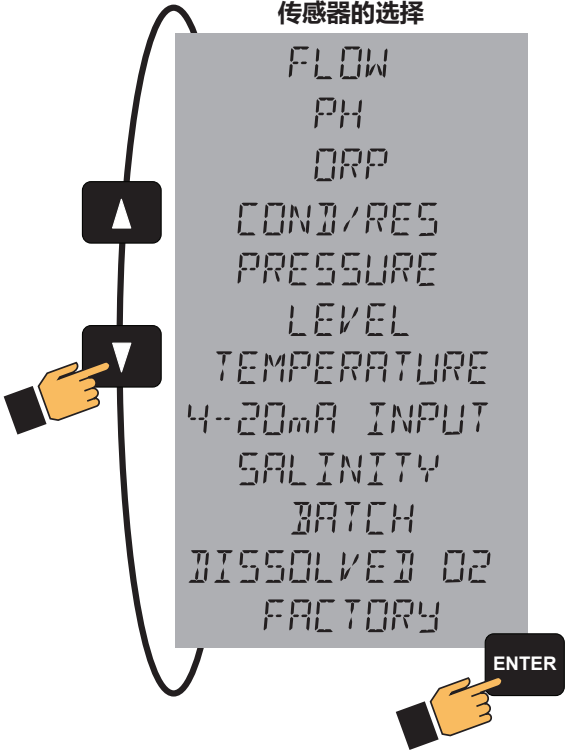 传感器的选择
FLOW
PH
ORP
COND/RES
PRESSURE
LEVEL
TEMPERATURE
4-20mA INPUT
SALINITY
BATCH
DISSOLVED O2
FACTORY
ENTER